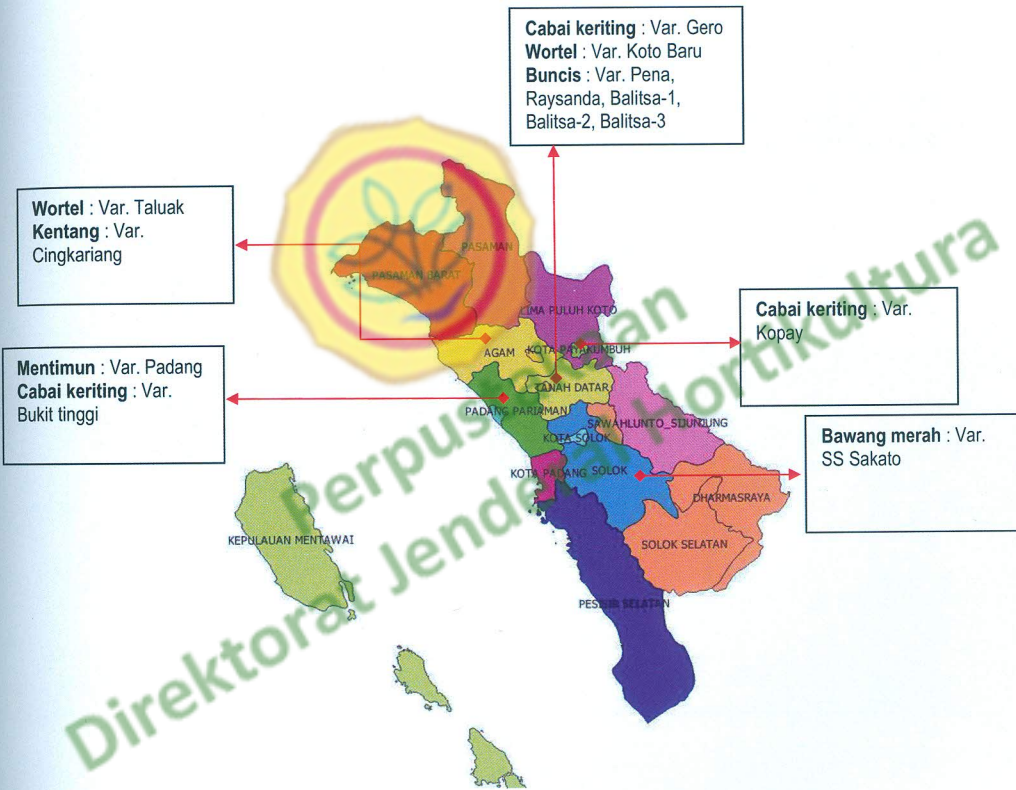 Cabai keriting : Var. Gero
Wortel : Var. Koto Baru
Buncis : Var. Pena,
Raysanda, Balitsa-1,
Balitsa-2, Balitsa-3
Wortel : Var. Taluak
Kentang : Var.
Cingkariang
PASAMAN
PASAMAN BARAT
LIMA PULUH KOTO
Cabai keriting : Var.
Kopay
AGAM
KOTA PAYAKUMBUH
Mentimun : Var. Padang
Cabai keriting : Var.
Bukit tinggi
TANAH DATAR
PADANG PARIAMAN
SAWAHLUNTO_SIJUNJUNG
KOTA SOLOK
Bawang merah : Var.
SS Sakato
KOTA PADANG
SOLOK
DHARMASRAYA
KEPULAUAN MENTAWAI
SOLOK SELATAN
PESISIR SELATAN
Perpustakaan
Direktorat Jenderal Hortikultura